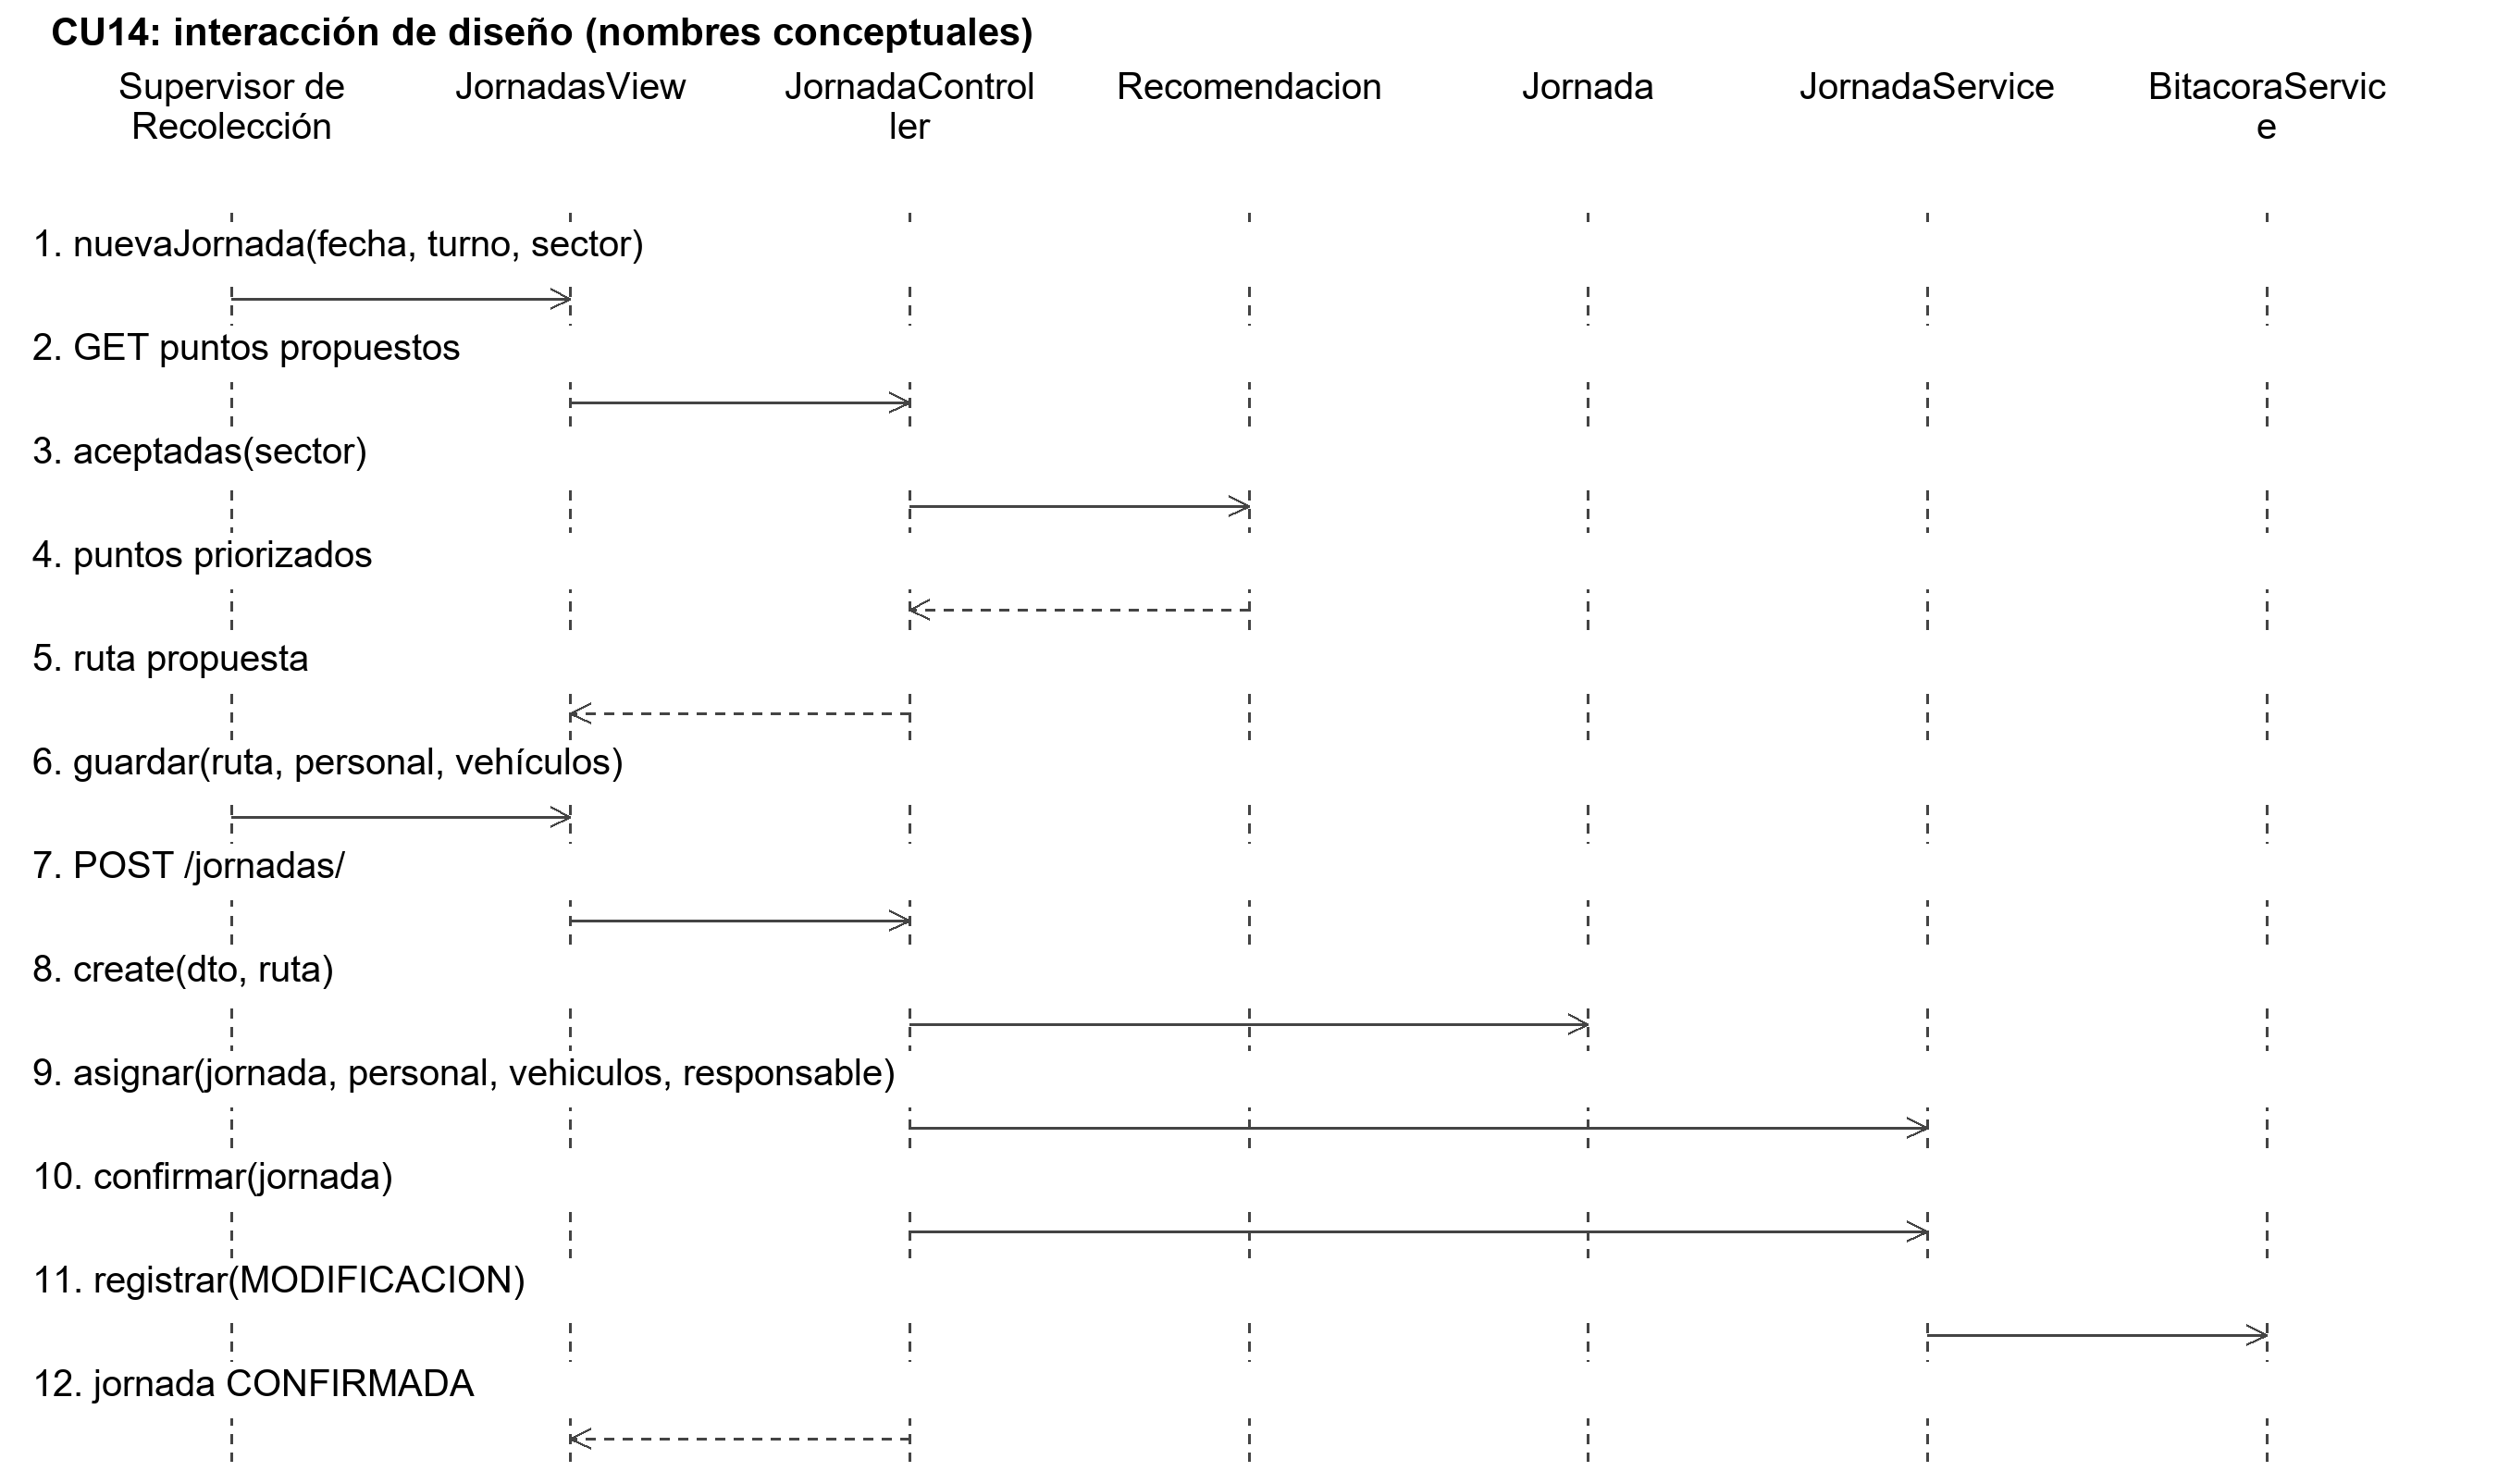 CU14: interacción de diseño (nombres conceptuales)
Supervisor de
Recolección
JornadasView
JornadaControl
ler
Recomendacion
Jornada
JornadaService
BitacoraServic
e
1. nuevaJornada(fecha, turno, sector)
2. GET puntos propuestos
3. aceptadas(sector)
4. puntos priorizados
5. ruta propuesta
6. guardar(ruta, personal, vehículos)
7. POST /jornadas/
8. create(dto, ruta)
9. asignar(jornada, personal, vehiculos, responsable)
10. confirmar(jornada)
11. registrar(MODIFICACION)
12. jornada CONFIRMADA